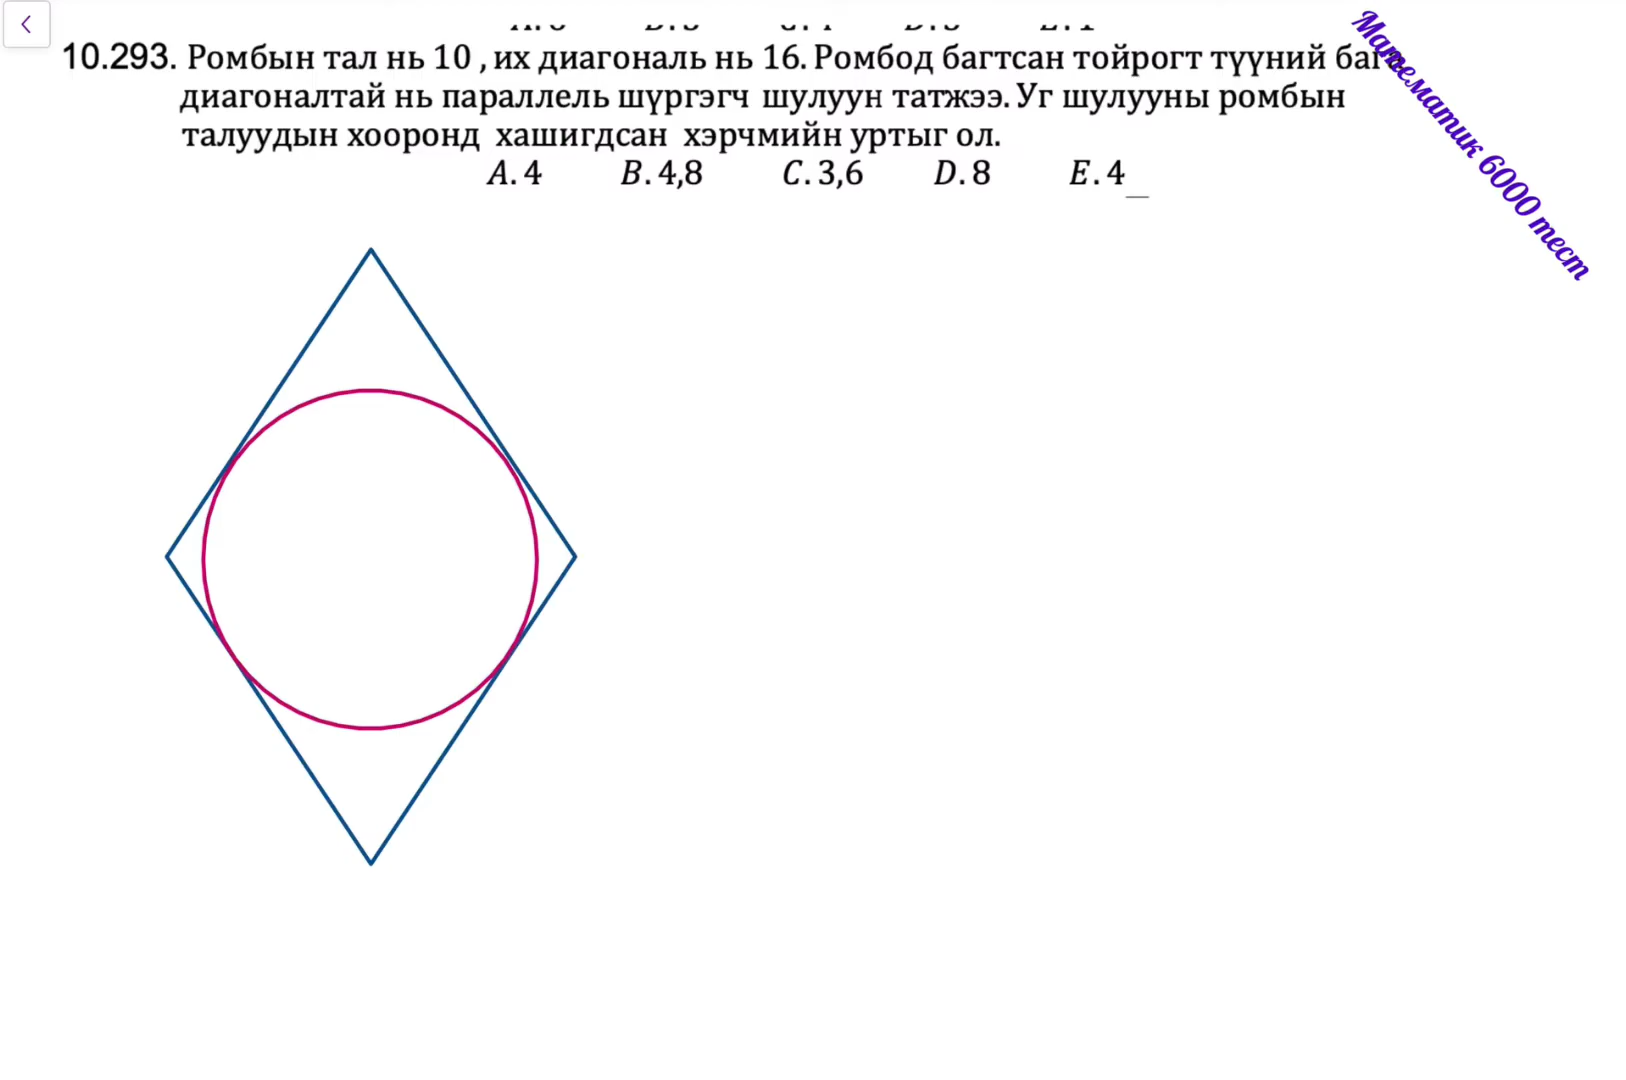 10.293. Ромбын тал нь 10 , их диагональ нь 16. Ромбод багтсан тойрогт түүний
диагоналтай нь параллель шүргэгч шулуун татжээ. Уг шулууны ромбын
талуудын хооронд хашигдсан хэрчмийн уртыг ол.
A. 4 B. 4,8 C. 3,6 D. 8 E. 4_
Математик 6000 тест